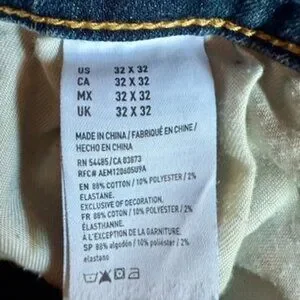 US 32 X 32
CA 32 X 32
MX 32 X 32
UK 32 X 32
MADE IN CHINA / FABRIQUÉ EN CHINE /
HECHO EN CHINA
RN 54485/CA 03873
RFC# AEM120605U9A
EN 88% COTTON / 10% POLYESTER / 2%
ELASTANE.
EXCLUSIVE OF DECORATION.
FR 88% COTON / 10% POLYESTER / 2%
ÉLASTHANNE.
À L'EXCEPTION DE LA GARNITURE.
SP 88% algodón / 10% poliéster / 2%
elastano